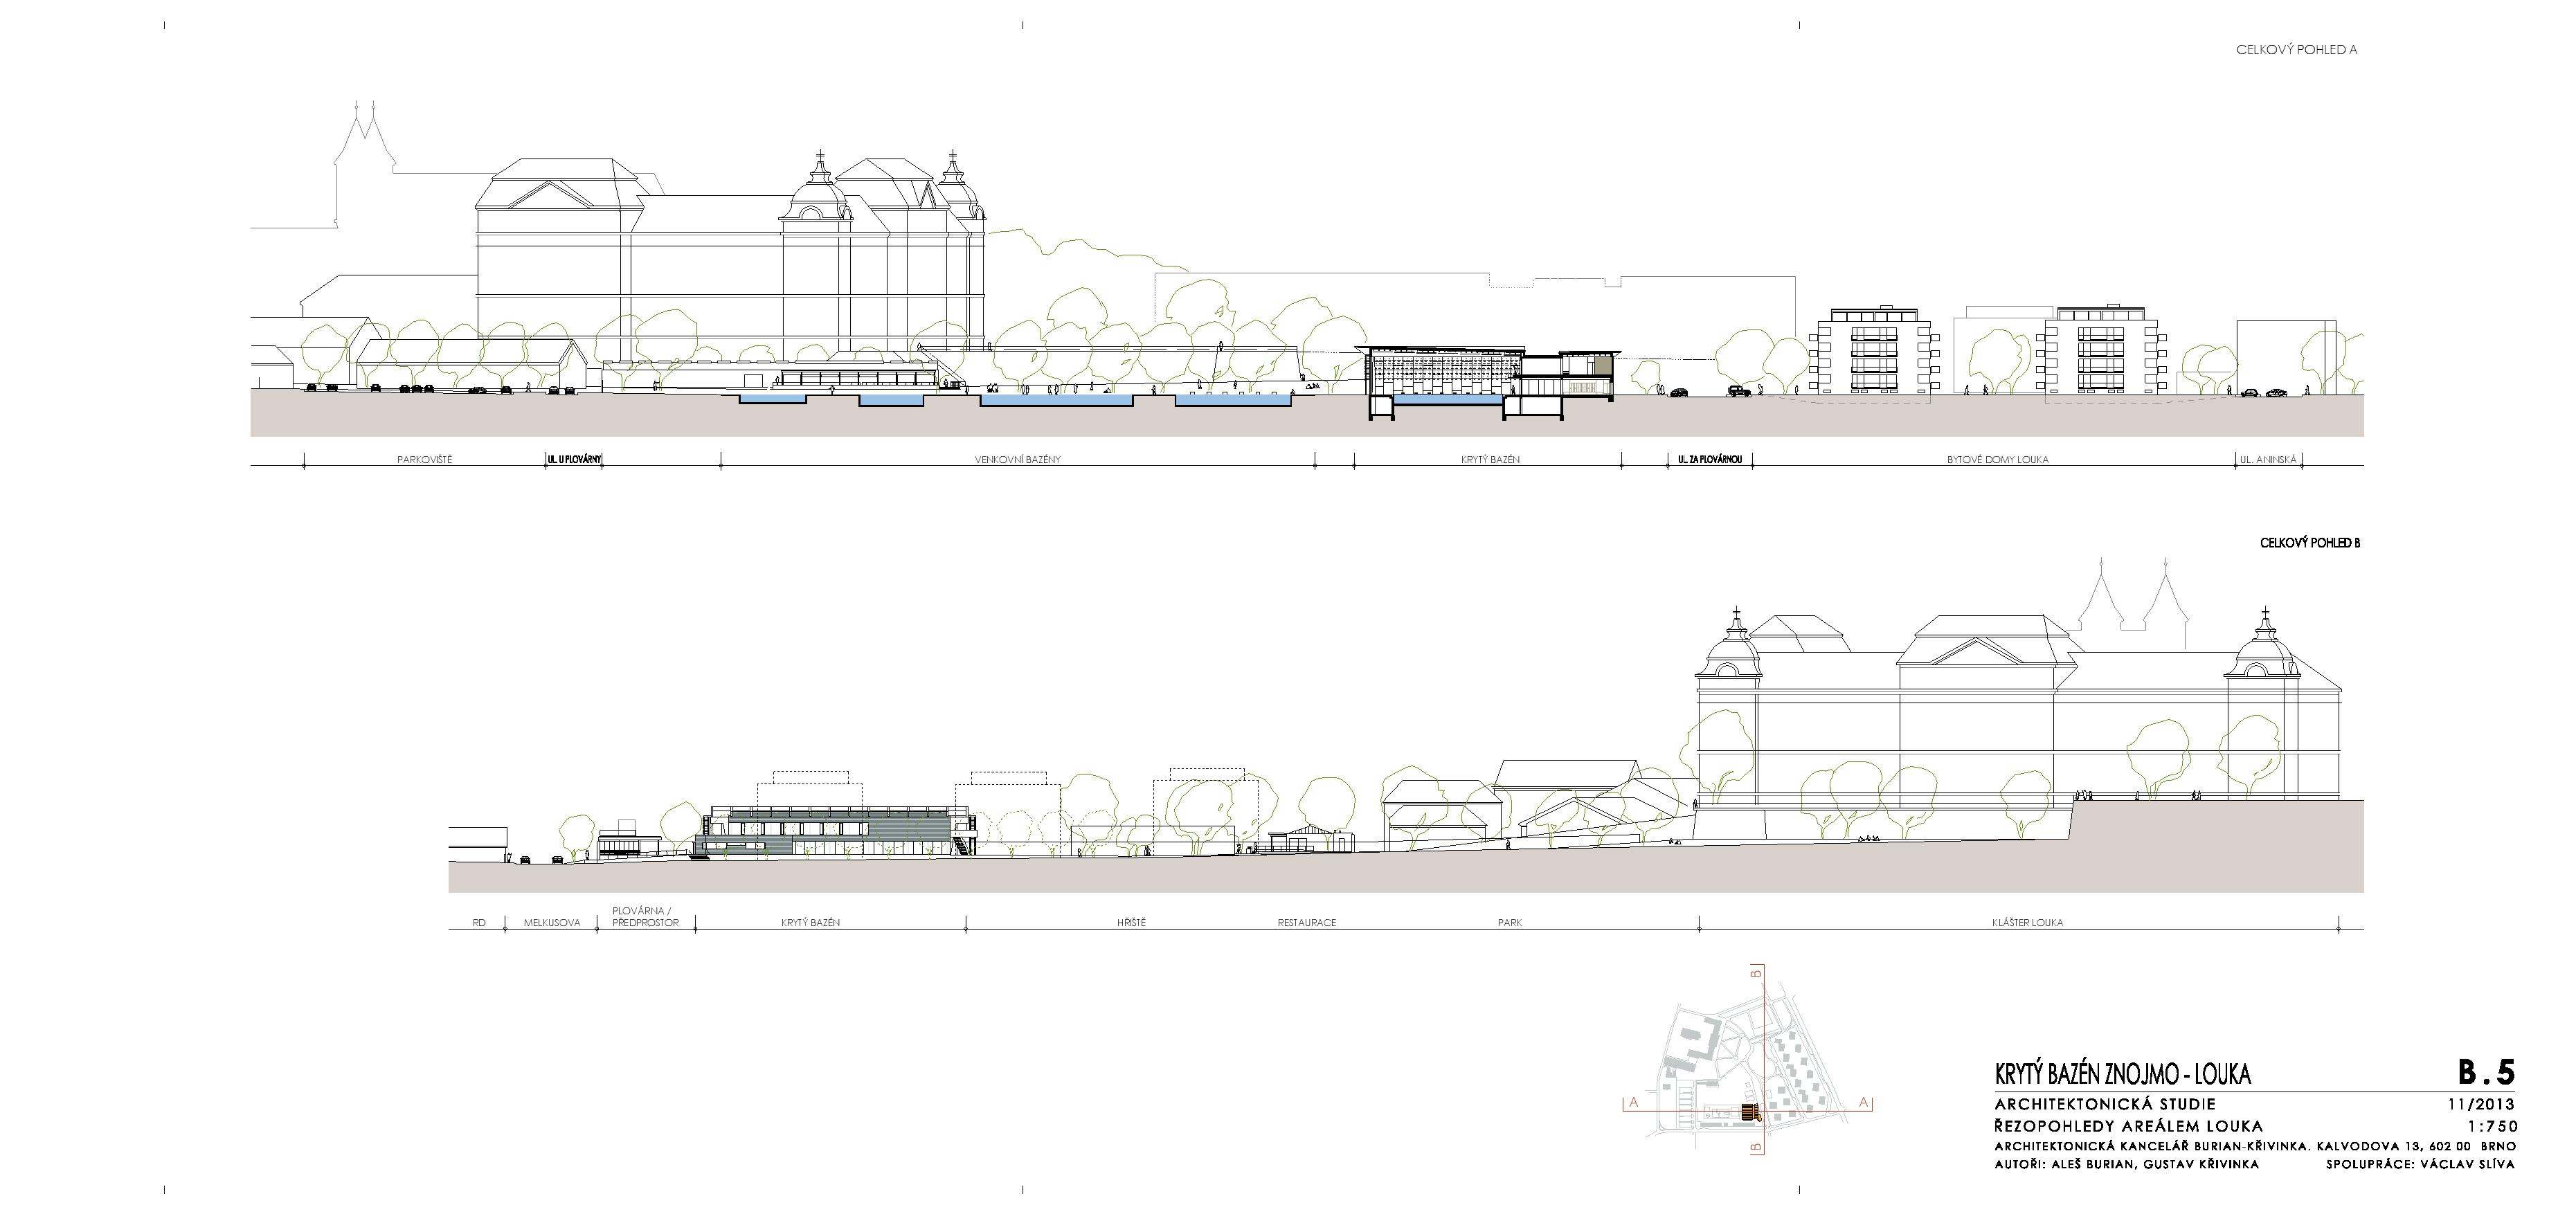 CELKOVÝ POHLED A
PARKOVIŠTĚ
UL. U PLOVÁRNY
VENKOVNÍ BAZÉNY
KRYTÝ BAZÉN
UL. ZA PLOVÁRNOU
BYTOVÉ DOMY LOUKA
UL. ANINSKÁ
CELKOVÝ POHLED B
RD
MELKUSOVA
PLOVÁRNA /
PŘEDPROSTOR
KRYTÝ BAZÉN
HŘIŠTĚ
RESTAURACE
PARK
KLÁŠTER LOUKA
B
A
A
B
KRYTÝ BAZÉN ZNOJMO - LOUKA B.5
ARCHITEKTONICKÁ STUDIE 11/2013
ŘEZOPOHLEDY AREÁLEM LOUKA 1:750
ARCHITEKTONICKÁ KANCELÁŘ BURIAN-KŘIVINKA. KALVODOVA 13, 602 00 BRNO
AUTOŘI: ALEŠ BURIAN, GUSTAV KŘIVINKA SPOLUPRÁCE: VÁCLAV SLÍVA